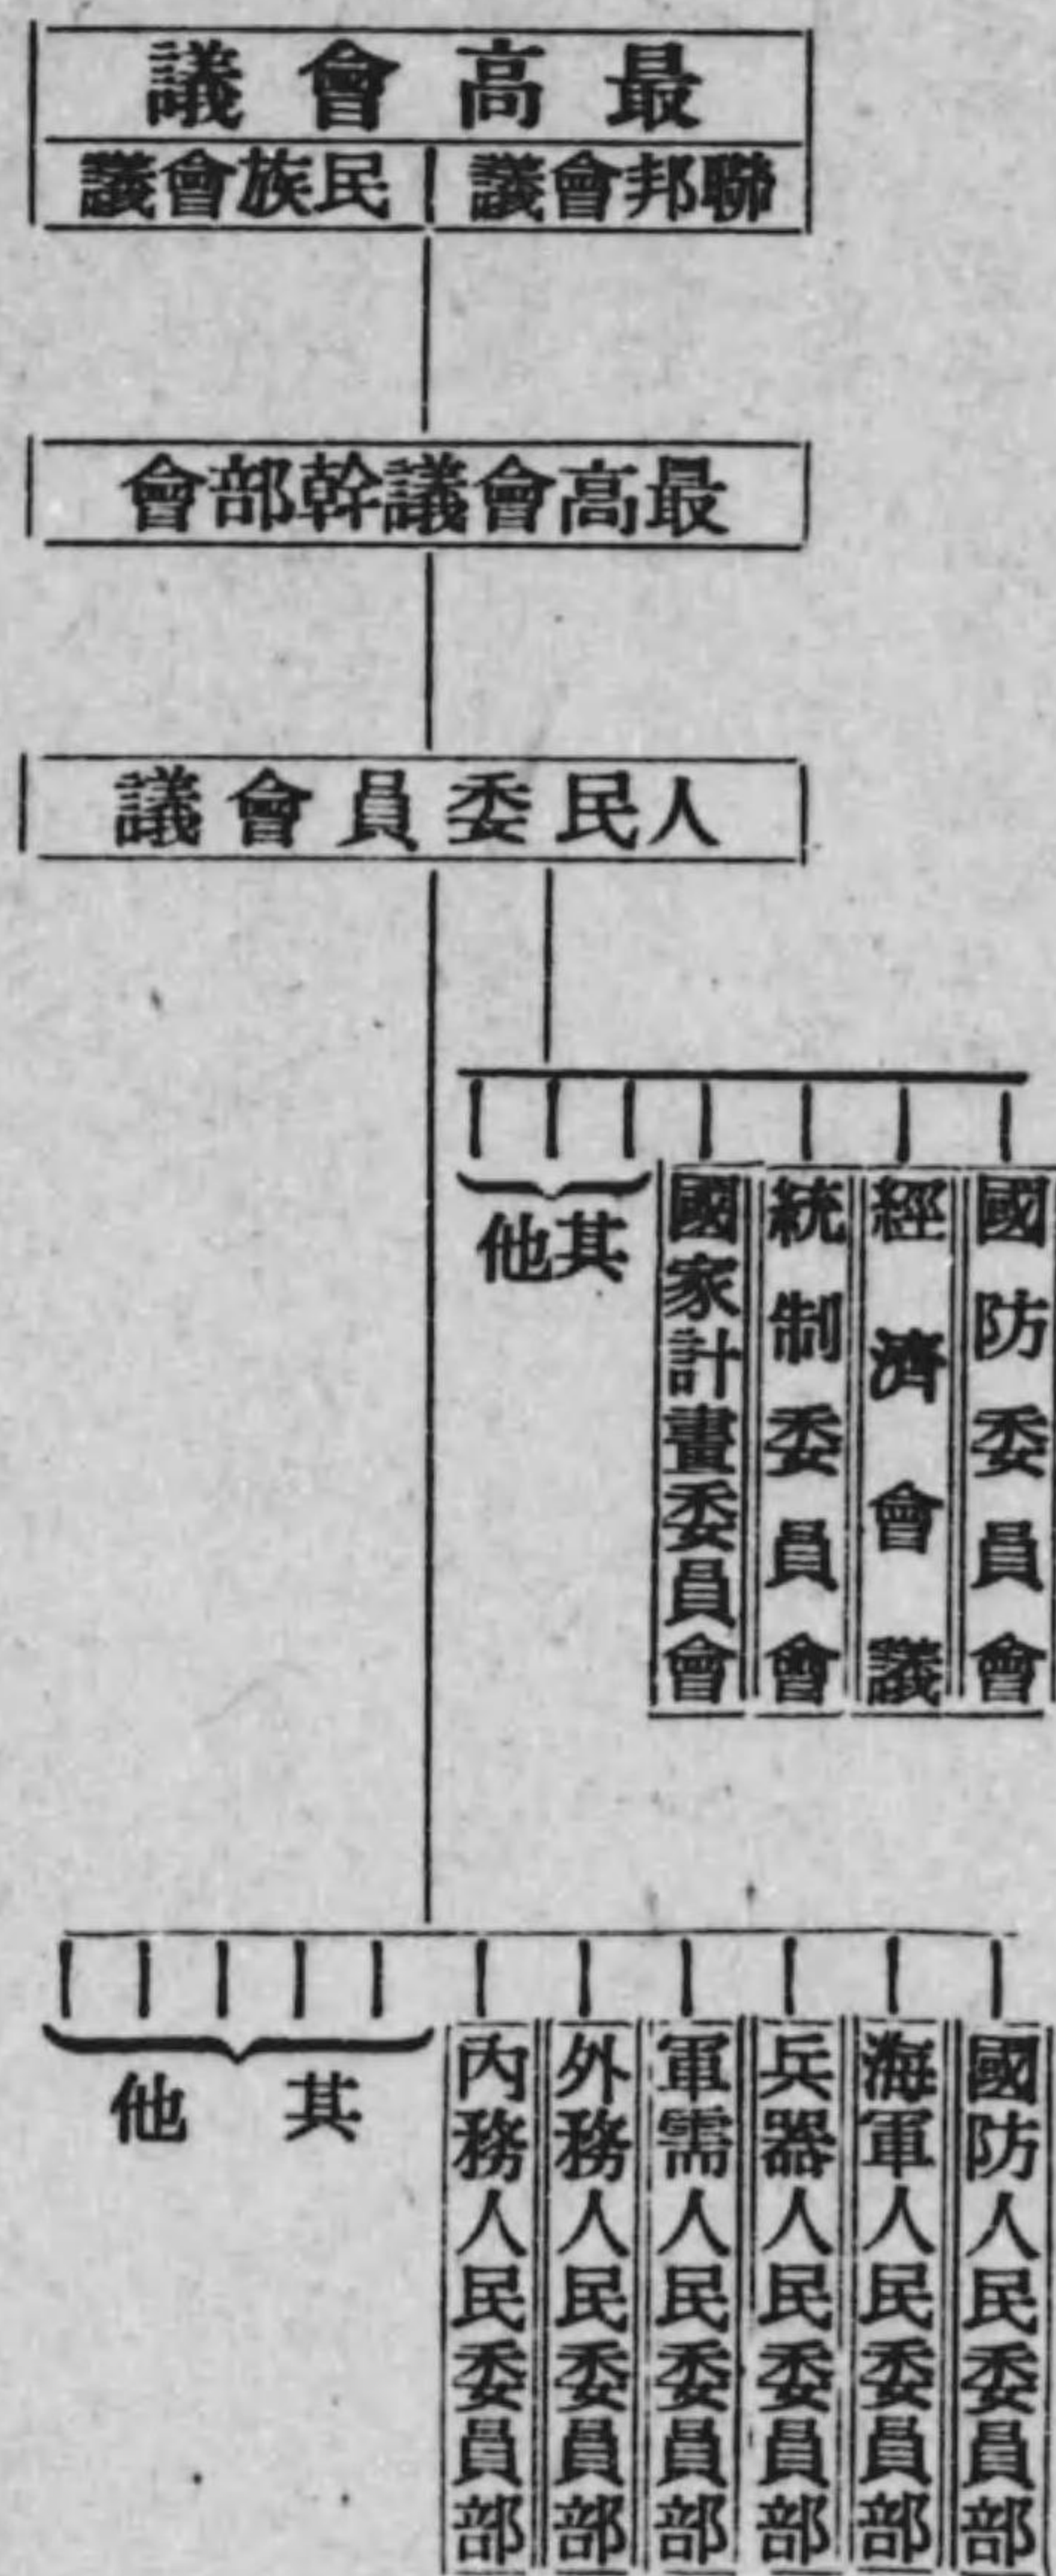 最高會議
聯邦會議
民族會議
最高會議幹部會
人民委員會議
國防委員會
經濟會議
統制委員會
國家計畫委員會
其他
國防人民委員部
海軍人民委員部
兵器人民委員部
軍需人民委員部
外務人民委員部
內務人民委員部
其他